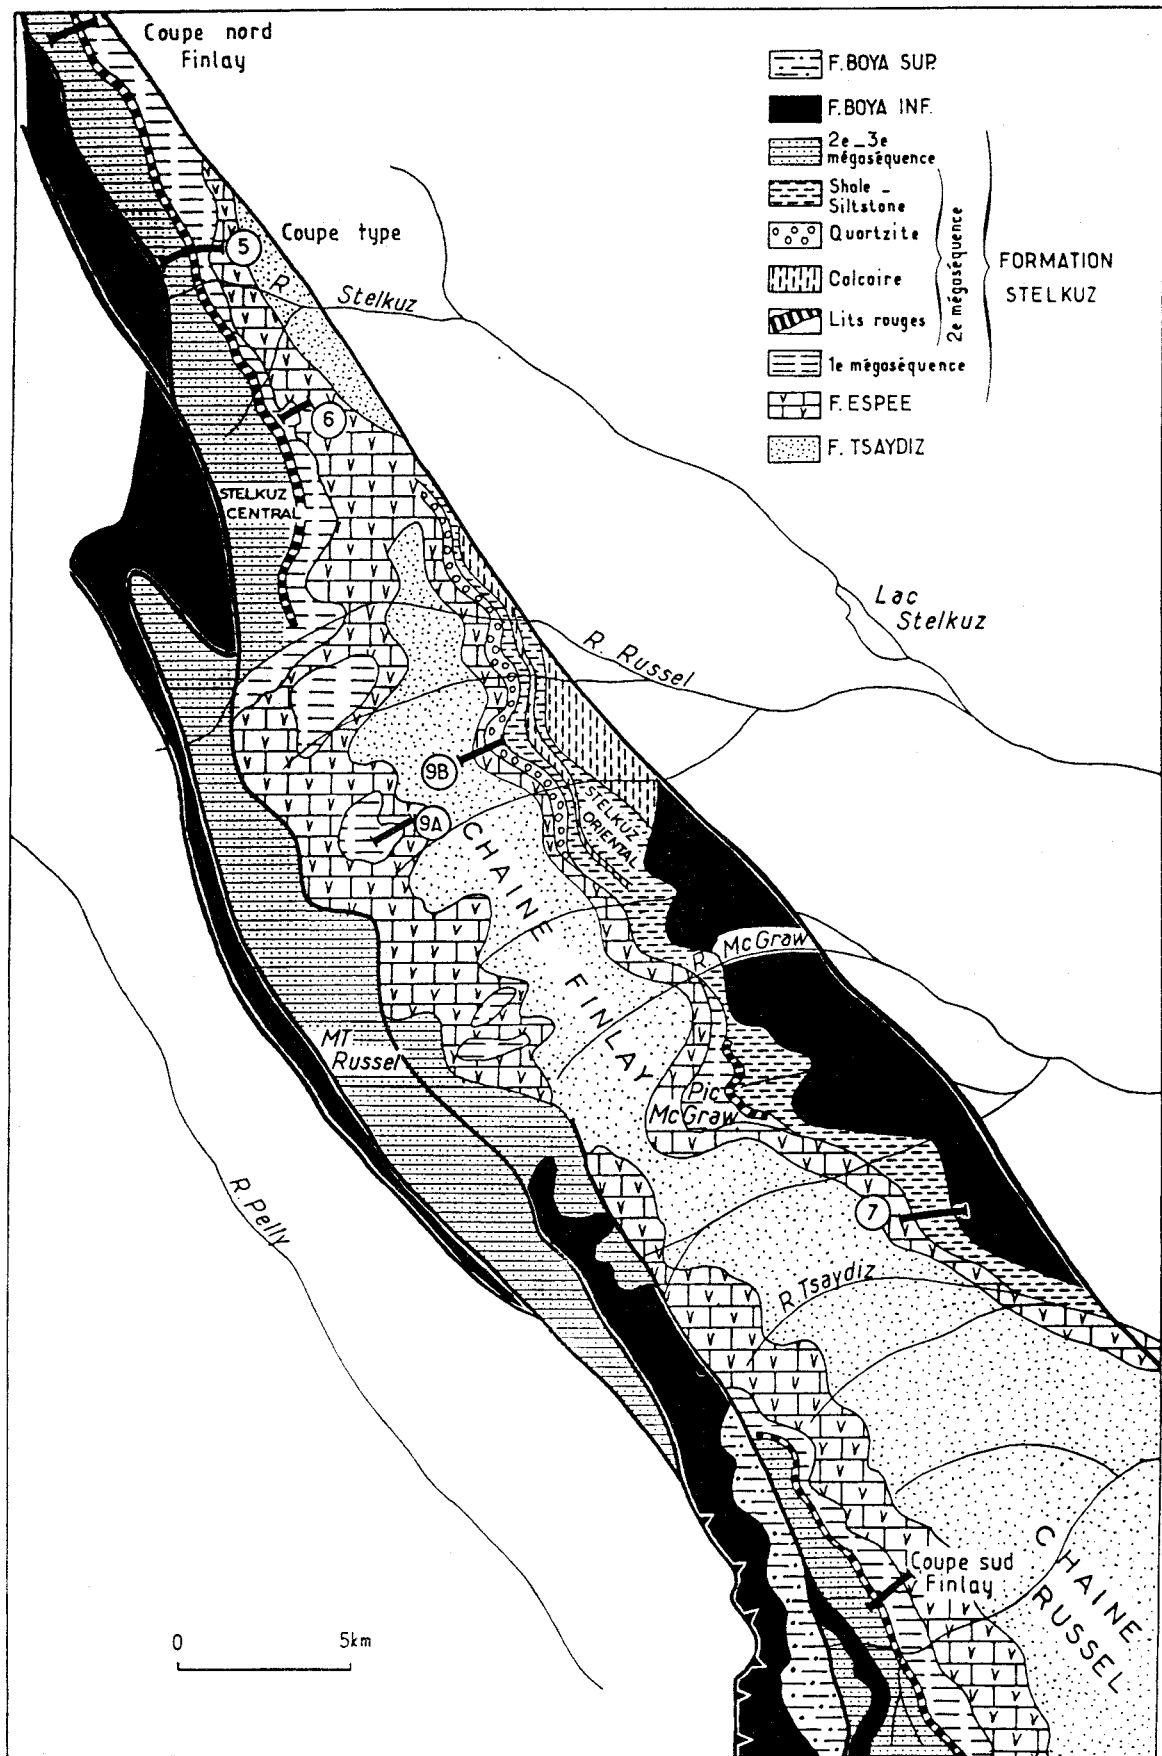 Coupe nord
Finlay
F. BOYA SUP.
F. BOYA INF.
2e_3e
mégaséquence
Shale _
Siltstone
Quartzite
Calcaire
Lits rouges
2e mégaséquence
1e mégaséquence
FORMATION
STELKUZ
F. ESPEE
F. TSAYDIZ
5
Coupe type
R.
Stelkuz
6
STELKUZ
CENTRAL
Lac
Stelkuz
R. Russel
9B
9A
STELKUZ
ORIENTAL
CHAINE FINLAY
R. McGraw
MT
Russel
Pic
McGraw
R. Pelly
7
R. Tsaydiz
Coupe sud
Finlay
CHAINE
RUSSEL
0 5km